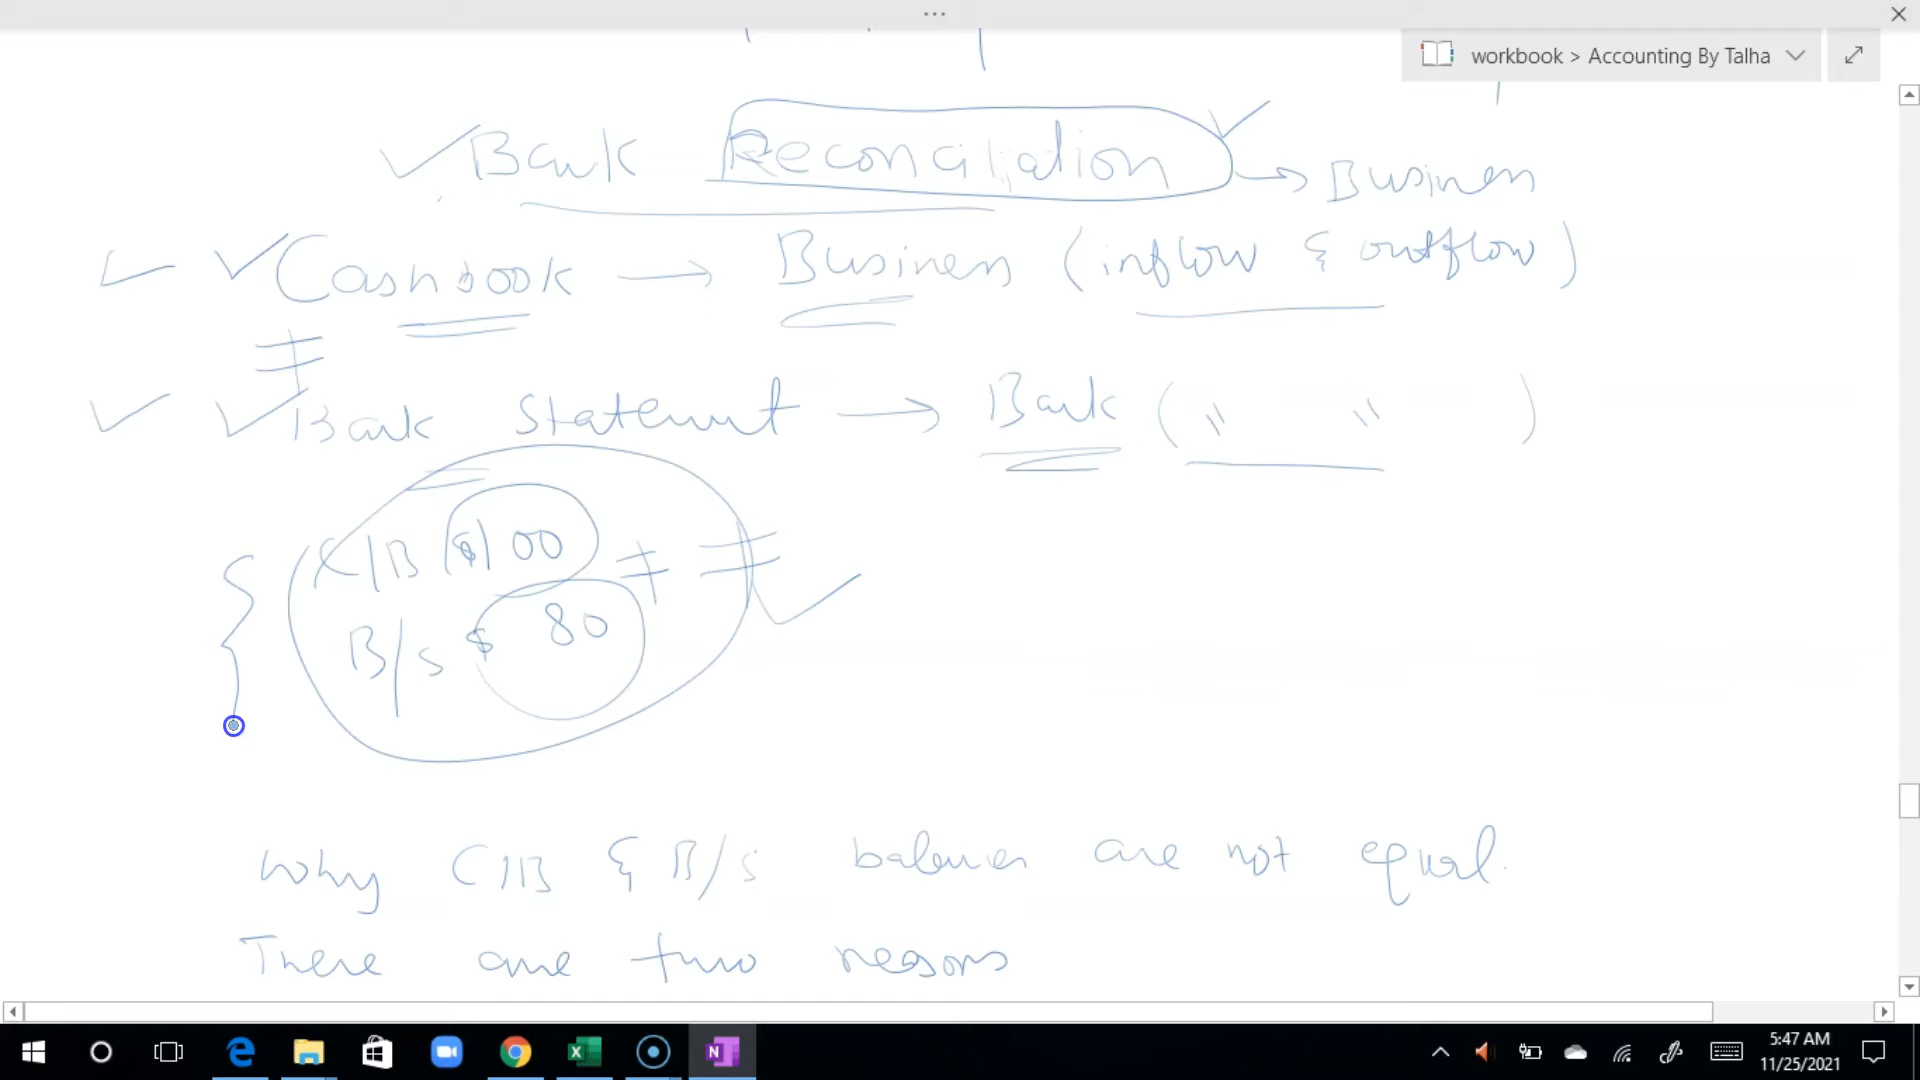 workbook > Accounting By Talha
Bank Reconciliation → Business
Cashbook → Business (inflow & outflow)
≠
Bank Statement → Bank ( " " )
C/B $100 ≠ ≠
B/S $ 80
Why C/B & B/S balances are not equal.
There are two reasons
5:47 AM
11/25/2021